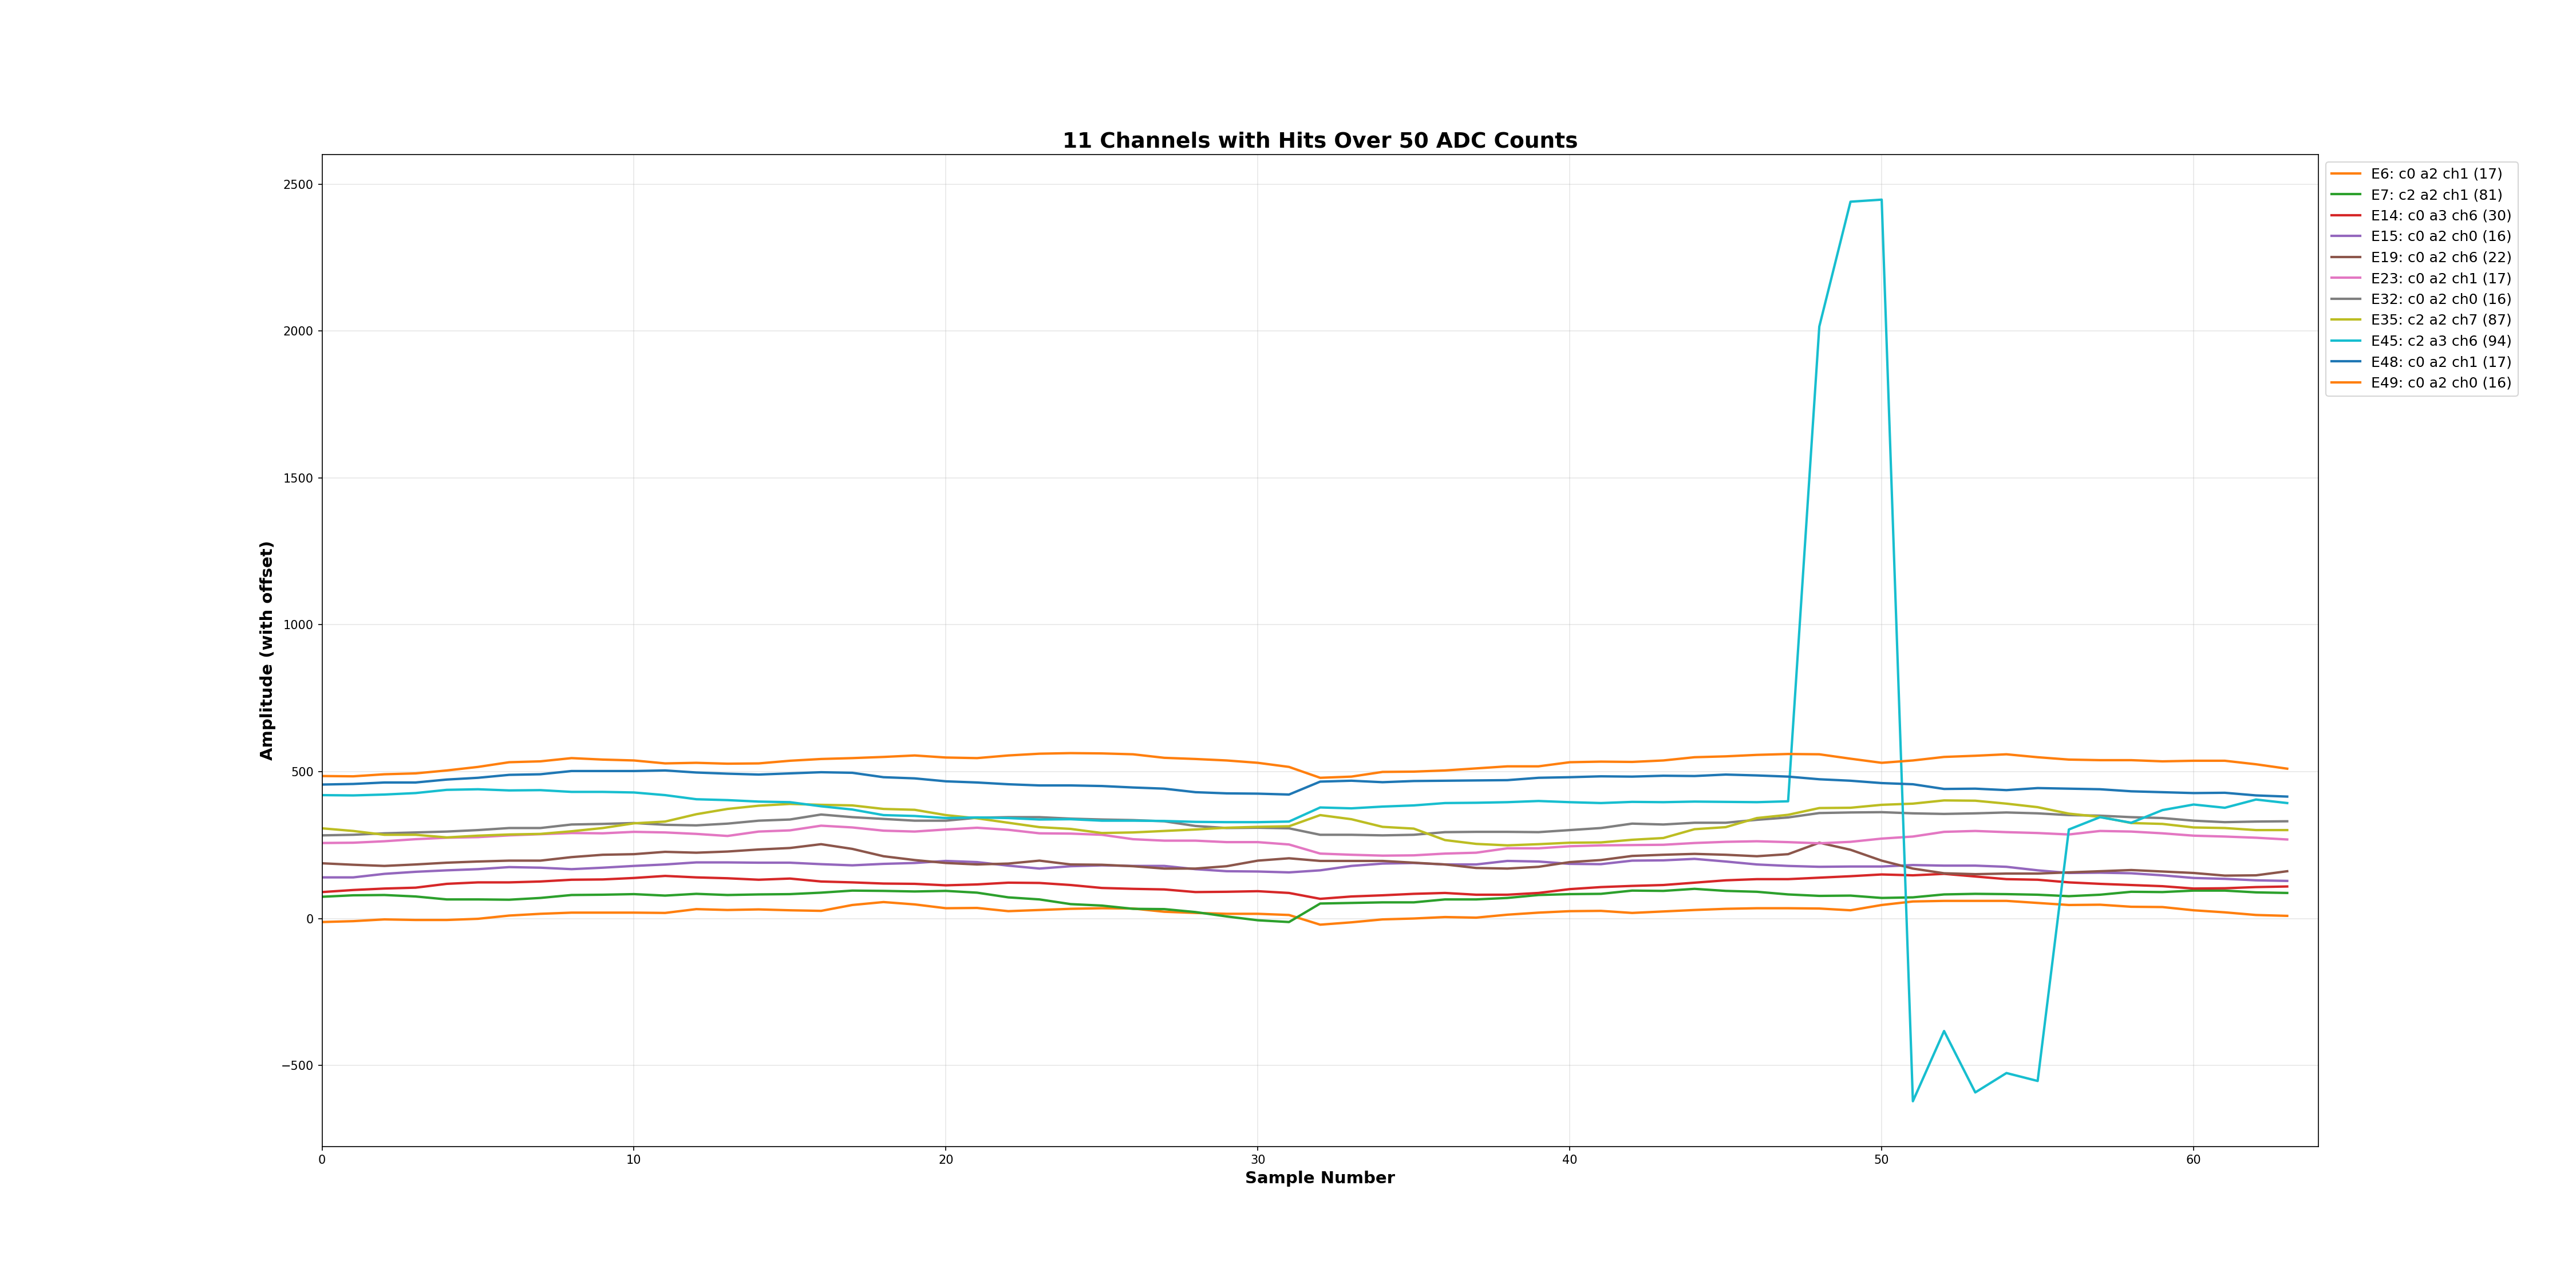 11 Channels with Hits Over 50 ADC Counts
Amplitude (with offset)
2500
2000
1500
1000
500
0
−500
0 10 20 30 40 50 60
Sample Number
E6: c0 a2 ch1 (17)
E7: c2 a2 ch1 (81)
E14: c0 a3 ch6 (30)
E15: c0 a2 ch0 (16)
E19: c0 a2 ch6 (22)
E23: c0 a2 ch1 (17)
E32: c0 a2 ch0 (16)
E35: c2 a2 ch7 (87)
E45: c2 a3 ch6 (94)
E48: c0 a2 ch1 (17)
E49: c0 a2 ch0 (16)